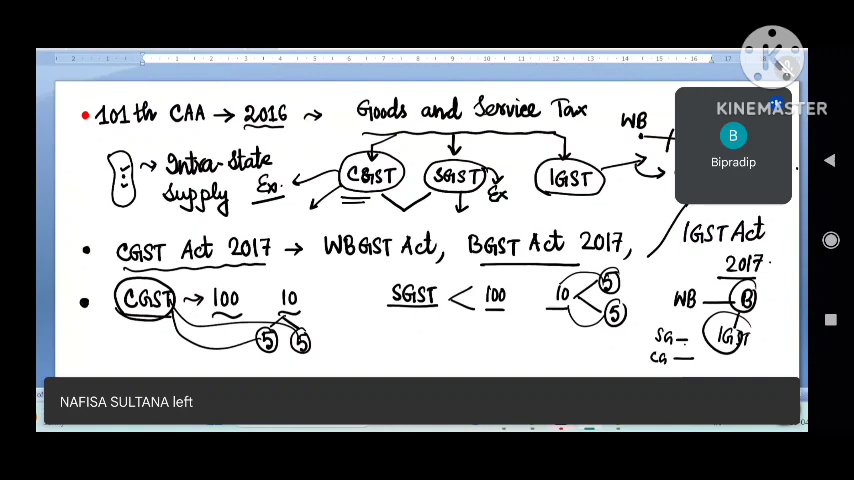 KINEMASTER
101th CAA → 2016 → Goods and Service Tax
WB
B
Bipradip
Intra-State Supply
Ex.
CGST
SGST
Ex
IGST
CGST Act 2017 → WBGST Act, BGST Act 2017, IGST Act 2017.
CGST → 100 10
5 5
SGST < 100 10
5
5
WB — B
IGST
SG —
CG —
NAFISA SULTANA left